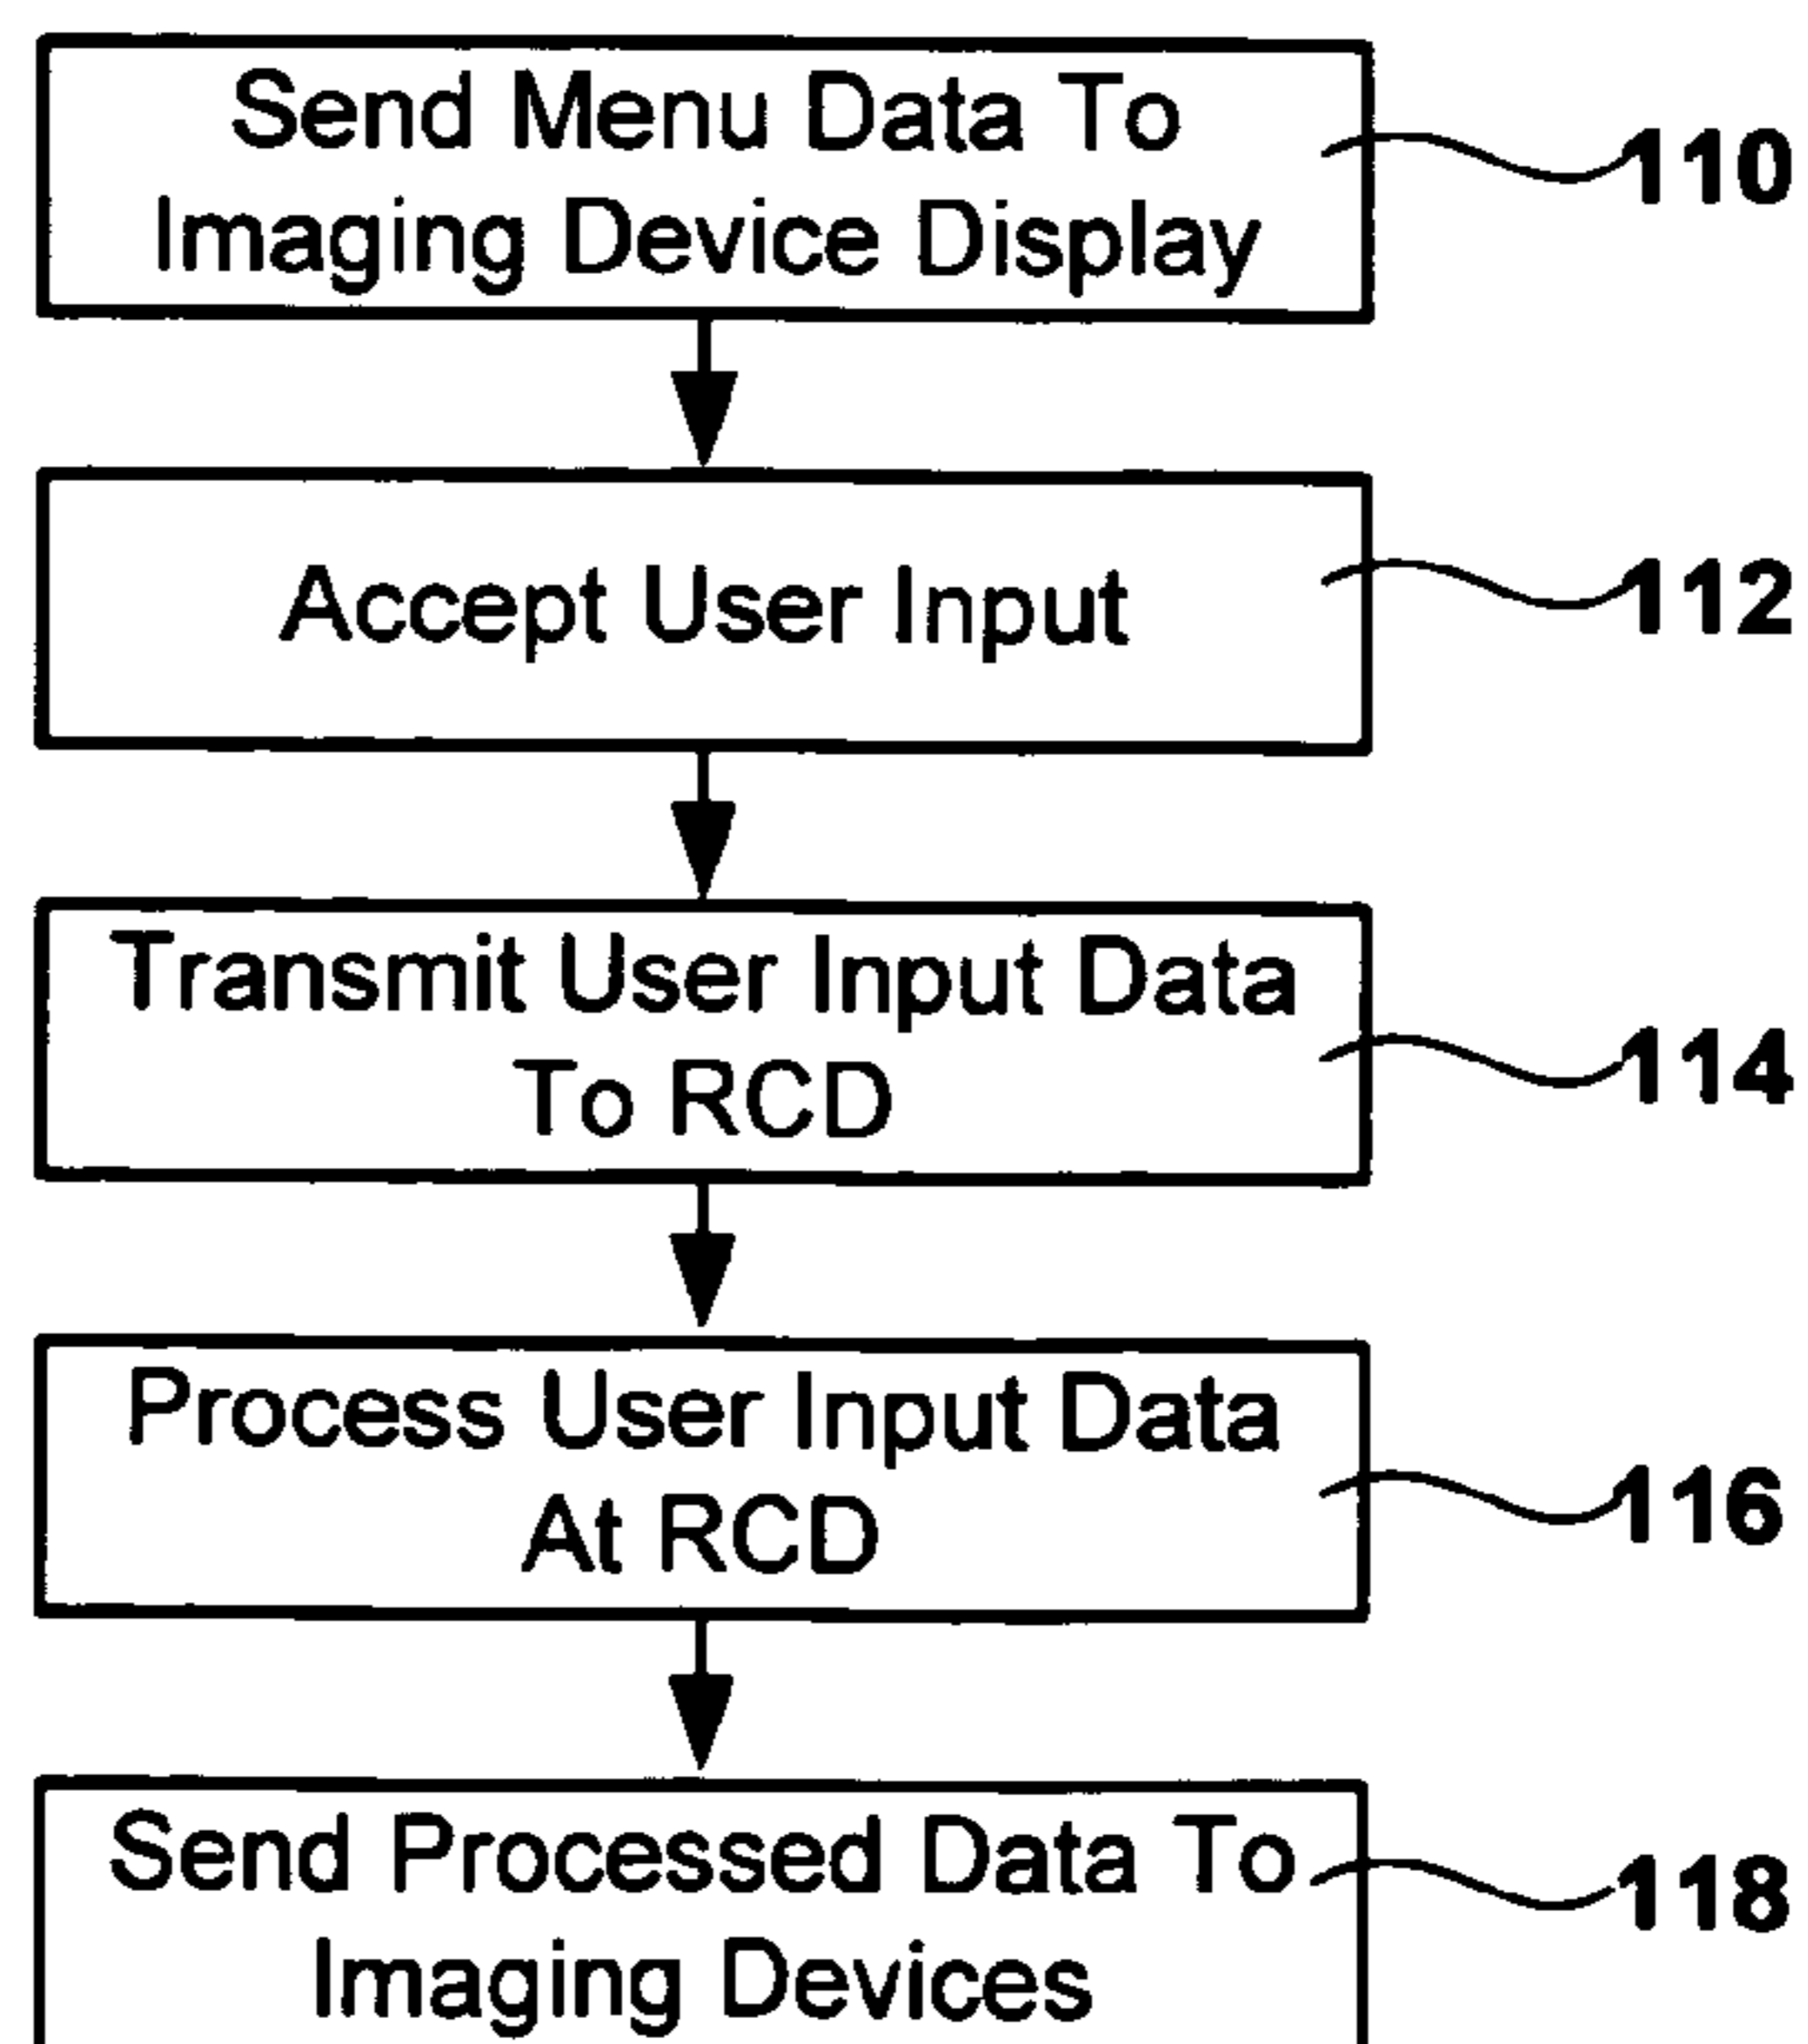 Send Menu Data To
Imaging Device Display
110
Accept User Input
112
Transmit User Input Data
To RCD
114
Process User Input Data
At RCD
116
Send Processed Data To
Imaging Devices
118